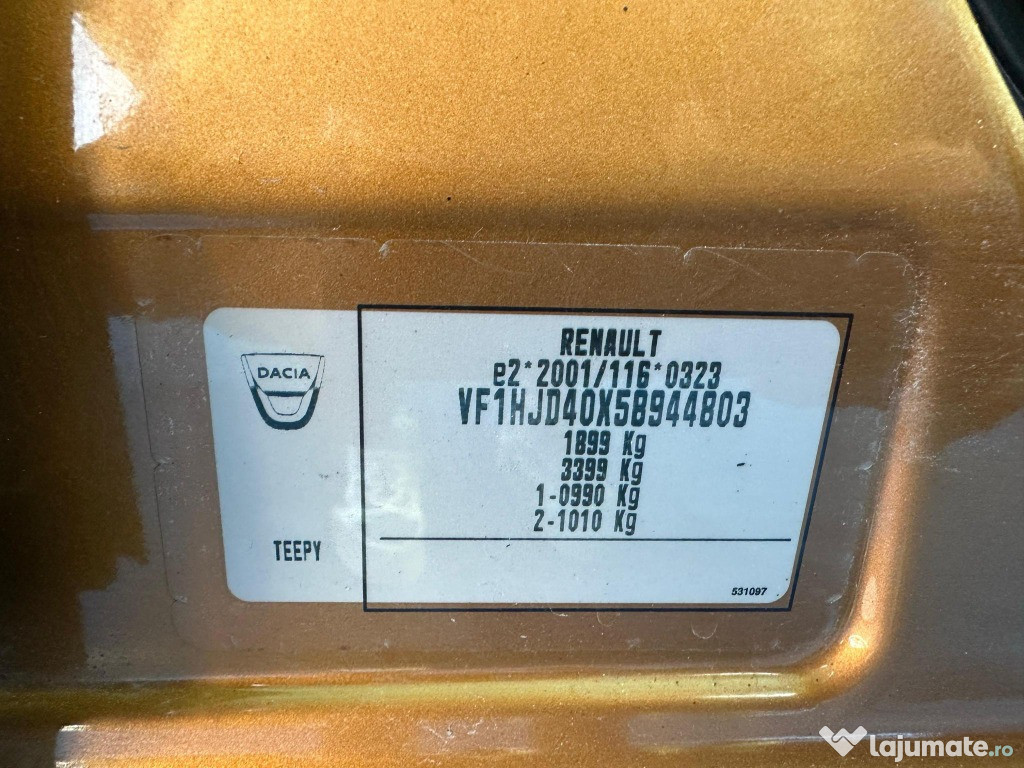 DACIA
RENAULT
e2*2001/116*0323
VF1HJD40X58944803
1899 Kg
3399 Kg
1-0990 Kg
2-1010 Kg
TEEPY
531097
lajumate.ro